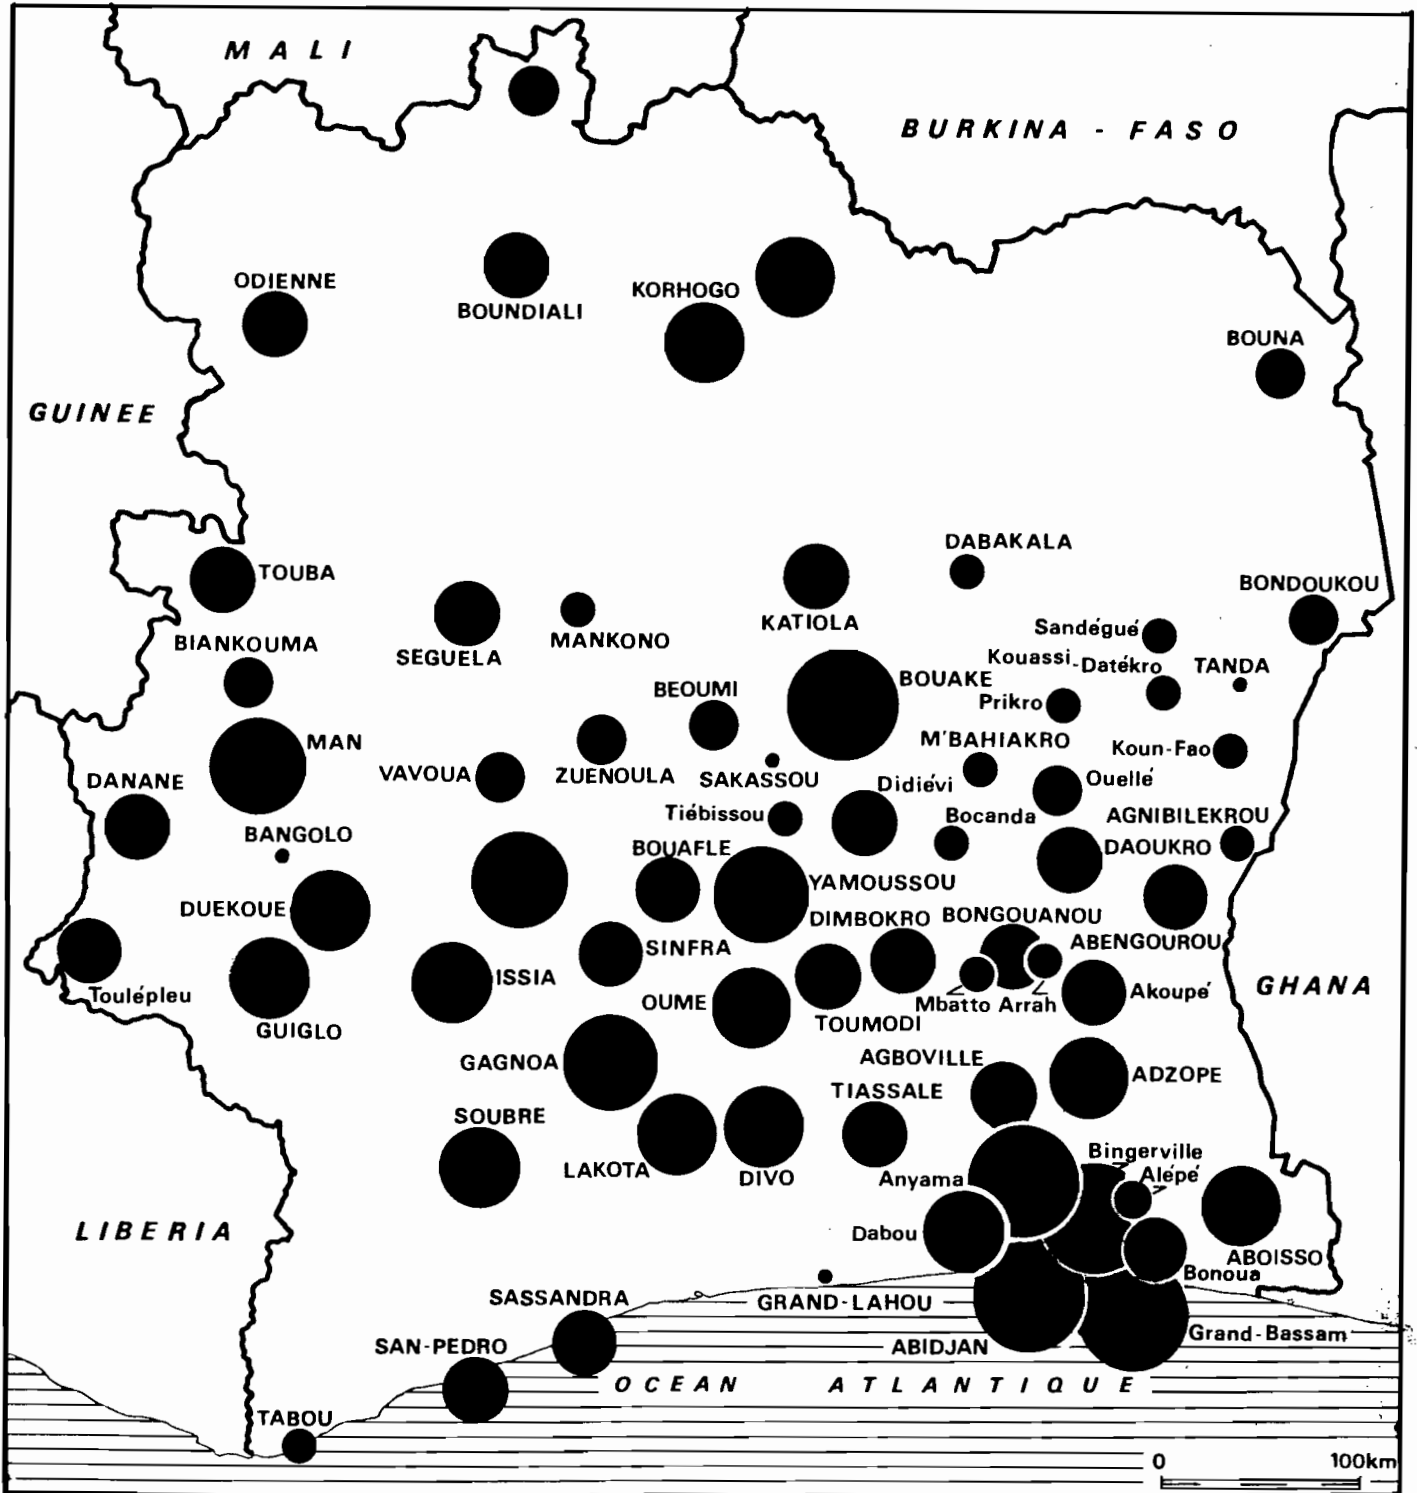 MALI
BURKINA - FASO
ODIENNE
BOUNDIALI
KORHOGO
BOUNA
GUINEE
TOUBA
DABAKALA
BONDOUKOU
BIANKOUMA
SEGUELA
MANKONO
KATIOLA
Sandégué
Kouassi-Datékro
TANDA
BEOUMI
BOUAKE
Prikro
MAN
VAVOUA
ZUENOULA
SAKASSOU
M'BAHIAKRO
Koun-Fao
DANANE
Didiévi
Ouellé
Tiébissou
Bocanda
AGNIBILEKROU
BANGOLO
BOUAFLE
DAOUKRO
DUEKOUE
YAMOUSSOU
DIMBOKRO
BONGOUANOU
ABENGOUROU
SINFRA
ISSIA
Toulépleu
OUME
Mbatto
Arrah
Akoupé
GHANA
GUIGLO
TOUMODI
GAGNOA
AGBOVILLE
ADZOPE
TIASSALE
SOUBRE
LAKOTA
DIVO
Anyama
Bingerville
Alépé
LIBERIA
Dabou
ABOISSO
Bonoua
SASSANDRA
GRAND-LAHOU
SAN-PEDRO
ABIDJAN
Grand-Bassam
OCEAN ATLANTIQUE
TABOU
0 100km